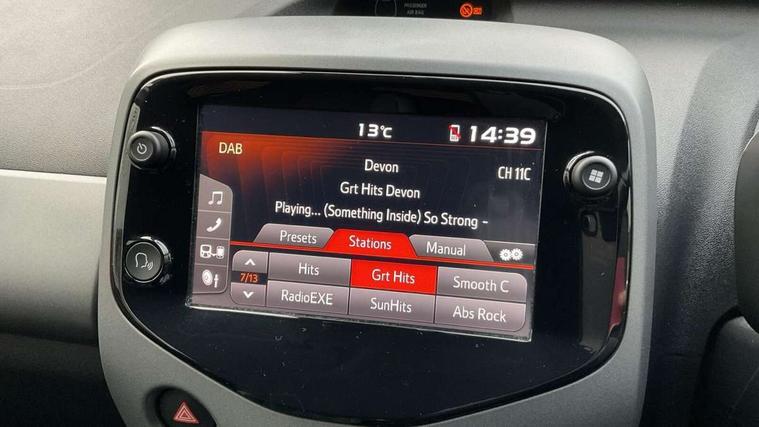 PASSENGER
AIR BAG
13°C 14:39
DAB
Devon CH 11C
Grt Hits Devon
Playing... (Something Inside) So Strong -
Presets Stations Manual
7/13
Hits Grt Hits Smooth C
RadioEXE SunHits Abs Rock